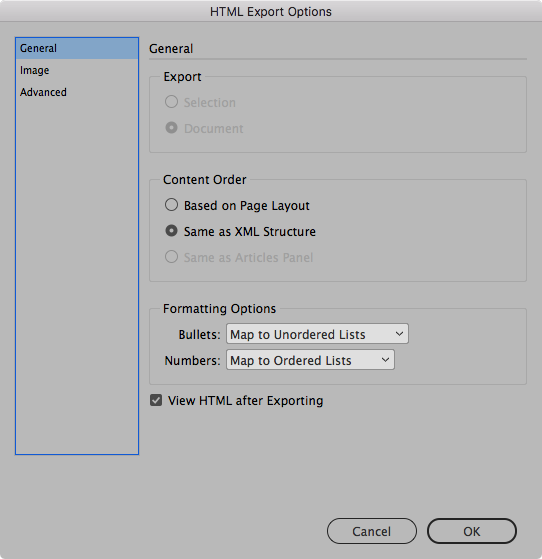 HTML Export Options
General
Image
Advanced
General
Export
Selection
Document
Content Order
Based on Page Layout
Same as XML Structure
Same as Articles Panel
Formatting Options
Bullets: Map to Unordered Lists
Numbers: Map to Ordered Lists
View HTML after Exporting
Cancel OK